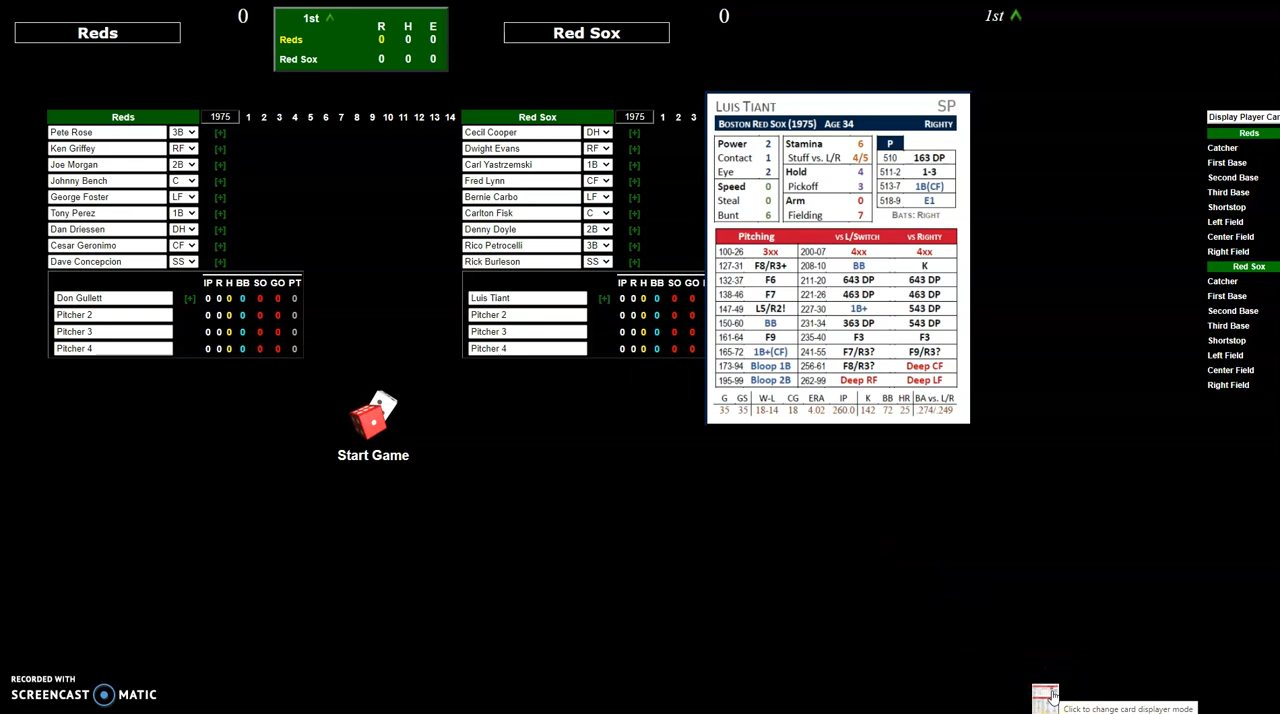 Reds 0 Red Sox 0 1st ^
1st ^ R H E
Reds 0 0 0
Red Sox 0 0 0
Reds 1975 1 2 3 4 5 6 7 8 9 10 11 12 13 14
Pete Rose 3B [+]
Ken Griffey RF [+]
Joe Morgan 2B [+]
Johnny Bench C [+]
George Foster LF [+]
Tony Perez 1B [+]
Dan Driessen DH [+]
Cesar Geronimo CF [+]
Dave Concepcion SS [+]
IP R H BB SO GO PT
Don Gullett [+] 0 0 0 0 0 0 0
Pitcher 2 0 0 0 0 0 0 0
Pitcher 3 0 0 0 0 0 0 0
Pitcher 4 0 0 0 0 0 0 0
Red Sox 1975 1 2 3
Cecil Cooper DH [+]
Dwight Evans RF [+]
Carl Yastrzemski 1B [+]
Fred Lynn CF [+]
Bernie Carbo LF [+]
Carlton Fisk C [+]
Denny Doyle 2B [+]
Rico Petrocelli 3B [+]
Rick Burleson SS [+]
IP R H BB SO GO
Luis Tiant [+] 0 0 0 0 0 0
Pitcher 2 0 0 0 0 0 0
Pitcher 3 0 0 0 0 0 0
Pitcher 4 0 0 0 0 0 0
LUIS TIANT SP
BOSTON RED SOX (1975) AGE 34 RIGHTY
Power 2 Stamina 6 P
Contact 1 Stuff vs. L/R 4/5 510 163 DP
Eye 2 Hold 4 511-2 1-3
Speed 0 Pickoff 3 513-7 1B(CF)
Steal 0 Arm 0 518-9 E1
Bunt 6 Fielding 7 BATS: RIGHT
Pitching VS L/SWITCH VS RIGHTY
100-26 3xx 200-07 4xx 4xx
127-31 F8/R3+ 208-10 BB K
132-37 F6 211-20 643 DP 643 DP
138-46 F7 221-26 463 DP 463 DP
147-49 L5/R2! 227-30 1B+ 543 DP
150-60 BB 231-34 363 DP 543 DP
161-64 F9 235-40 F3 F3
165-72 1B+(CF) 241-55 F7/R3? F9/R3?
173-94 Bloop 1B 256-61 F8/R3? Deep CF
195-99 Bloop 2B 262-99 Deep RF Deep LF
G GS W-L CG ERA IP K BB HR BA vs. L/R
35 35 18-14 18 4.02 260.0 142 72 25 .274/.249
Display Player Car
Reds
Catcher
First Base
Second Base
Third Base
Shortstop
Left Field
Center Field
Right Field
Red Sox
Catcher
First Base
Second Base
Third Base
Shortstop
Left Field
Center Field
Right Field
Start Game
RECORDED WITH
SCREENCAST MATIC
Click to change card displayer mode